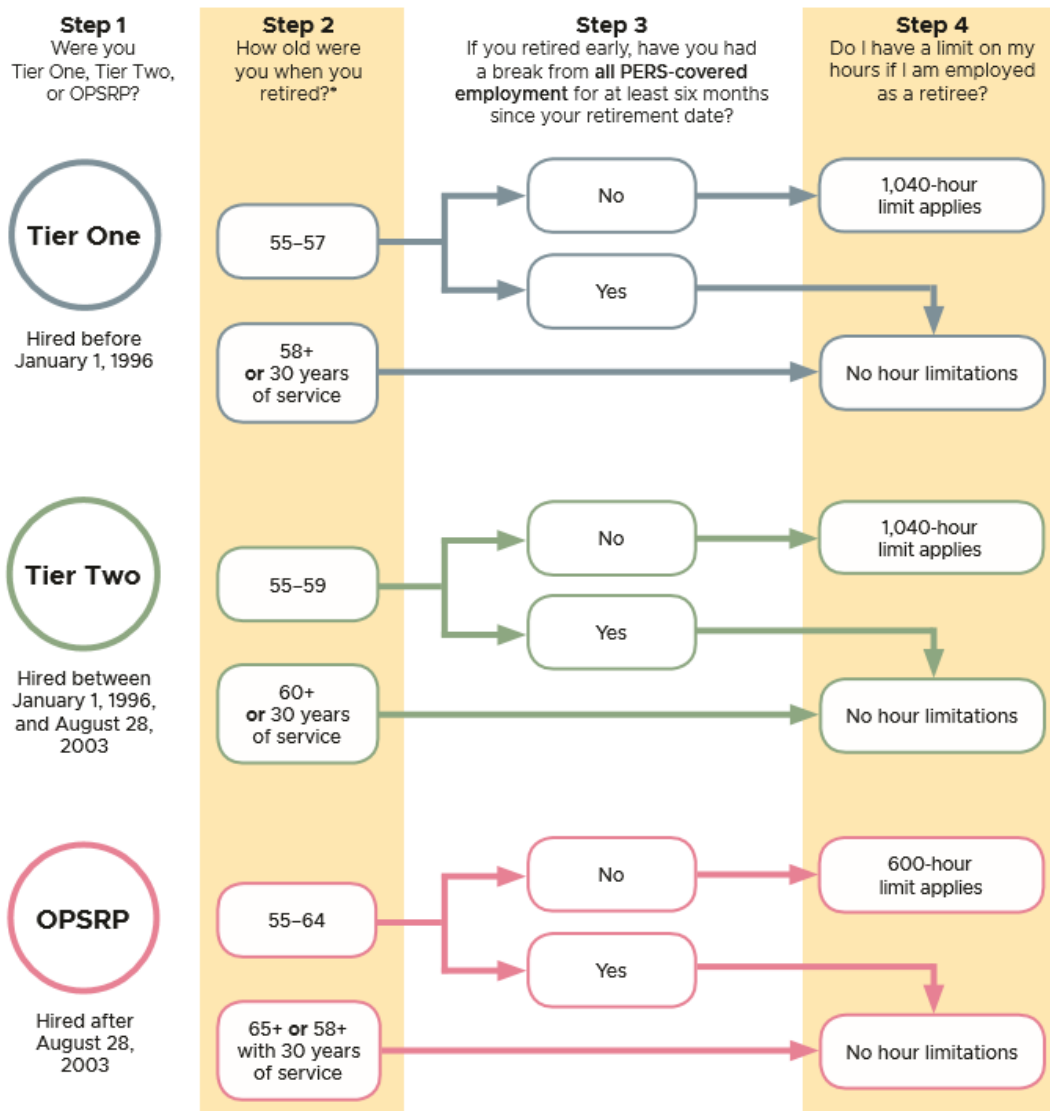 Step 1
Were you
Tier One, Tier Two,
or OPSRP?
Step 2
How old were
you when you
retired?*
Step 3
If you retired early, have you had
a break from all PERS-covered
employment for at least six months
since your retirement date?
Step 4
Do I have a limit on my
hours if I am employed
as a retiree?
Tier One
Hired before
January 1, 1996
55–57
No
1,040-hour
limit applies
Yes
58+
or 30 years
of service
No hour limitations
Tier Two
Hired between
January 1, 1996,
and August 28,
2003
55–59
No
1,040-hour
limit applies
Yes
60+
or 30 years
of service
No hour limitations
OPSRP
Hired after
August 28,
2003
55–64
No
600-hour
limit applies
Yes
65+ or 58+
with 30 years
of service
No hour limitations